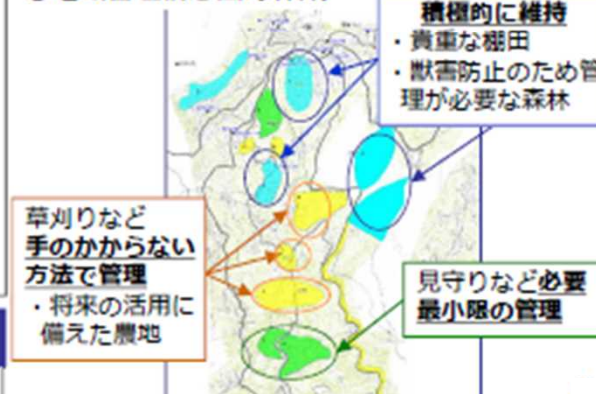 積極的に維持
・貴重な棚田
・獣害防止のため管
理が必要な森林
草刈りなど
手のかからない
方法で管理
・将来の活用に
備えた農地
見守りなど必要
最小限の管理